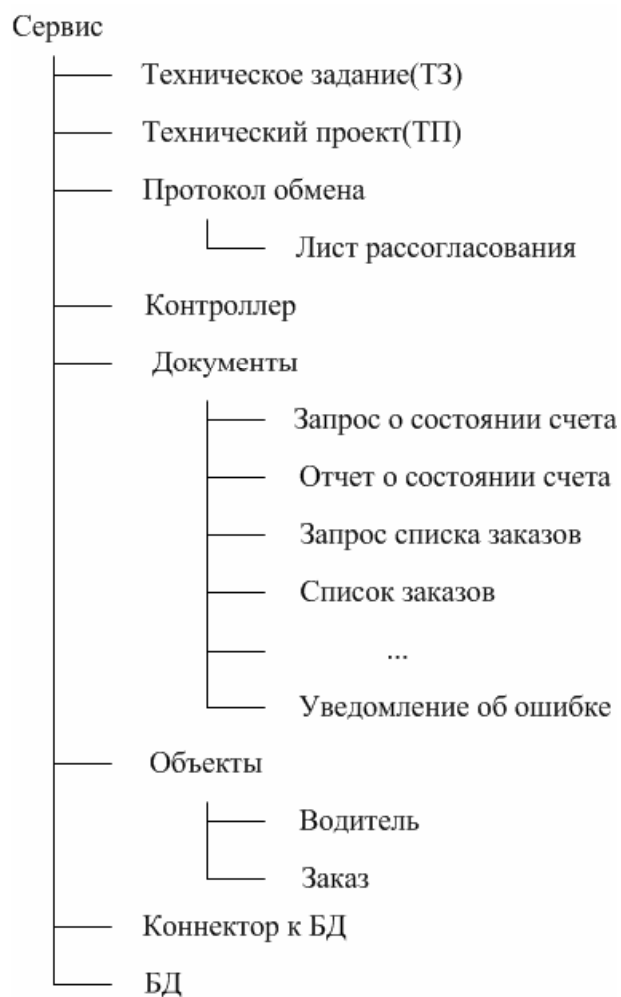 Сервис
Техническое задание(ТЗ)
Технический проект(ТП)
Протокол обмена
Лист рассогласования
Контроллер
Документы
Запрос о состоянии счета
Отчет о состоянии счета
Запрос списка заказов
Список заказов
...
Уведомление об ошибке
Объекты
Водитель
Заказ
Коннектор к БД
БД